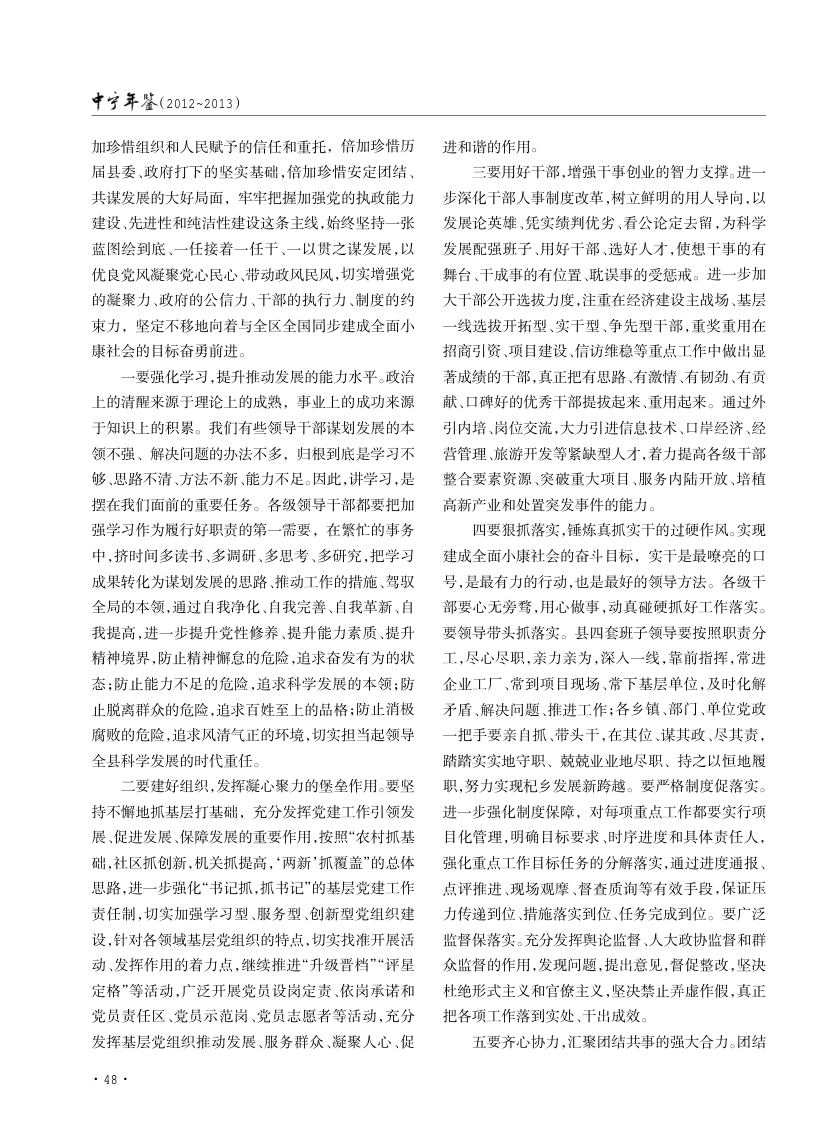 中宁年鉴(2012~2013)
加珍惜组织和人民赋予的信任和重托，倍加珍惜历
届县委、政府打下的坚实基础,倍加珍惜安定团结、
共谋发展的大好局面，牢牢把握加强党的执政能力
建设、先进性和纯洁性建设这条主线,始终坚持一张
蓝图绘到底、一任接着一任干、一以贯之谋发展,以
优良党风凝聚党心民心、带动政风民风,切实增强党
的凝聚力、政府的公信力、干部的执行力、制度的约
束力，坚定不移地向着与全区全国同步建成全面小
康社会的目标奋勇前进。
一要强化学习,提升推动发展的能力水平。政治
上的清醒来源于理论上的成熟，事业上的成功来源
于知识上的积累。我们有些领导干部谋划发展的本
领不强、解决问题的办法不多，归根到底是学习不
够、思路不清、方法不新、能力不足。因此,讲学习,是
摆在我们面前的重要任务。各级领导干部都要把加
强学习作为履行好职责的第一需要，在繁忙的事务
中,挤时间多读书、多调研、多思考、多研究,把学习
成果转化为谋划发展的思路、推动工作的措施、驾驭
全局的本领,通过自我净化、自我完善、自我革新、自
我提高,进一步提升党性修养、提升能力素质、提升
精神境界,防止精神懈怠的危险,追求奋发有为的状
态;防止能力不足的危险,追求科学发展的本领;防
止脱离群众的危险,追求百姓至上的品格;防止消极
腐败的危险,追求风清气正的环境,切实担当起领导
全县科学发展的时代重任。
二要建好组织,发挥凝心聚力的堡垒作用。要坚
持不懈地抓基层打基础，充分发挥党建工作引领发
展、促进发展、保障发展的重要作用,按照“农村抓基
础,社区抓创新,机关抓提高,‘两新’抓覆盖”的总体
思路,进一步强化“书记抓,抓书记”的基层党建工作
责任制,切实加强学习型、服务型、创新型党组织建
设,针对各领域基层党组织的特点,切实找准开展活
动、发挥作用的着力点,继续推进“升级晋档”“评星
定格”等活动,广泛开展党员设岗定责、依岗承诺和
党员责任区、党员示范岗、党员志愿者等活动,充分
发挥基层党组织推动发展、服务群众、凝聚人心、促
进和谐的作用。
三要用好干部,增强干事创业的智力支撑。进一
步深化干部人事制度改革,树立鲜明的用人导向,以
发展论英雄、凭实绩判优劣、看公论定去留,为科学
发展配强班子、用好干部、选好人才,使想干事的有
舞台、干成事的有位置、耽误事的受惩戒。进一步加
大干部公开选拔力度,注重在经济建设主战场、基层
一线选拔开拓型、实干型、争先型干部,重奖重用在
招商引资、项目建设、信访维稳等重点工作中做出显
著成绩的干部,真正把有思路、有激情、有韧劲、有贡
献、口碑好的优秀干部提拔起来、重用起来。通过外
引内培、岗位交流,大力引进信息技术、口岸经济、经
营管理、旅游开发等紧缺型人才,着力提高各级干部
整合要素资源、突破重大项目、服务内陆开放、培植
高新产业和处置突发事件的能力。
四要狠抓落实,锤炼真抓实干的过硬作风。实现
建成全面小康社会的奋斗目标，实干是最嘹亮的口
号,是最有力的行动,也是最好的领导方法。各级干
部要心无旁骛,用心做事,动真碰硬抓好工作落实。
要领导带头抓落实。县四套班子领导要按照职责分
工,尽心尽职,亲力亲为,深入一线,靠前指挥,常进
企业工厂、常到项目现场、常下基层单位,及时化解
矛盾、解决问题、推进工作;各乡镇、部门、单位党政
一把手要亲自抓、带头干,在其位、谋其政、尽其责,
踏踏实实地守职、兢兢业业地尽职、持之以恒地履
职,努力实现杞乡发展新跨越。要严格制度促落实。
进一步强化制度保障，对每项重点工作都要实行项
目化管理,明确目标要求、时序进度和具体责任人,
强化重点工作目标任务的分解落实,通过进度通报、
点评推进、现场观摩、督查质询等有效手段,保证压
力传递到位、措施落实到位、任务完成到位。要广泛
监督保落实。充分发挥舆论监督、人大政协监督和群
众监督的作用,发现问题,提出意见,督促整改,坚决
杜绝形式主义和官僚主义,坚决禁止弄虚作假,真正
把各项工作落到实处、干出成效。
五要齐心协力,汇聚团结共事的强大合力。团结
·48·